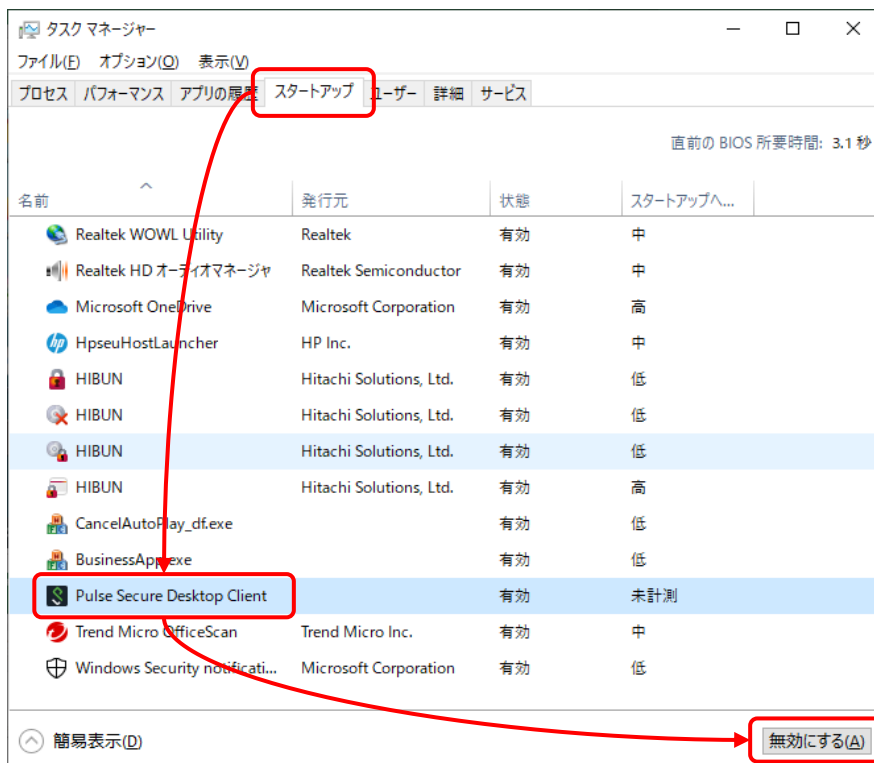 タスク マネージャー
ファイル(F) オプション(O) 表示(V)
プロセス パフォーマンス アプリの履歴 スタートアップ ユーザー 詳細 サービス
直前の BIOS 所要時間: 3.1 秒
名前 発行元 状態 スタートアップへ...
Realtek WOWL Utility Realtek 有効 中
Realtek HD オーディオマネージャ Realtek Semiconductor 有効 中
Microsoft OneDrive Microsoft Corporation 有効 高
HpseuHostLauncher HP Inc. 有効 中
HIBUN Hitachi Solutions, Ltd. 有効 低
HIBUN Hitachi Solutions, Ltd. 有効 低
HIBUN Hitachi Solutions, Ltd. 有効 低
HIBUN Hitachi Solutions, Ltd. 有効 高
CancelAutoPlay_df.exe 有効 低
BusinessApp.exe 有効 低
Pulse Secure Desktop Client 有効 未計測
Trend Micro OfficeScan Trend Micro Inc. 有効 中
Windows Security notificati... Microsoft Corporation 有効 低
簡易表示(D) 無効にする(A)